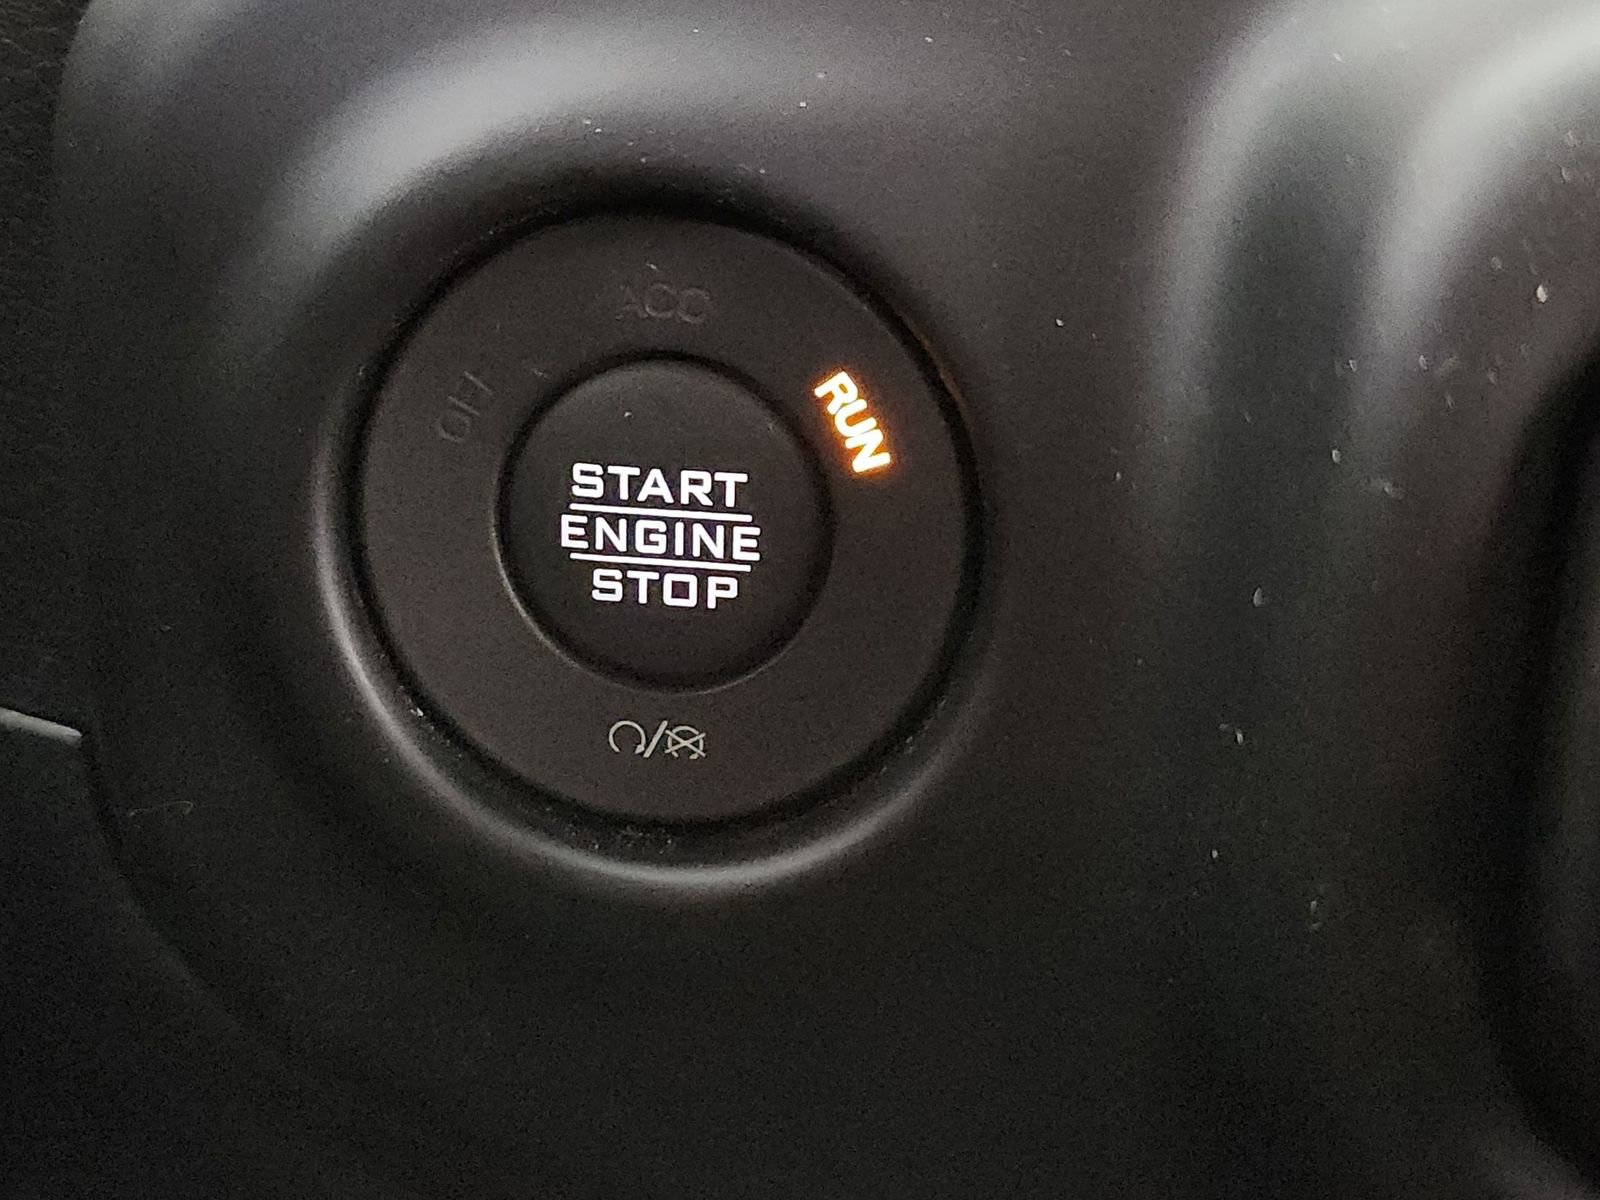 ACC
OFF
RUN
START
ENGINE
STOP